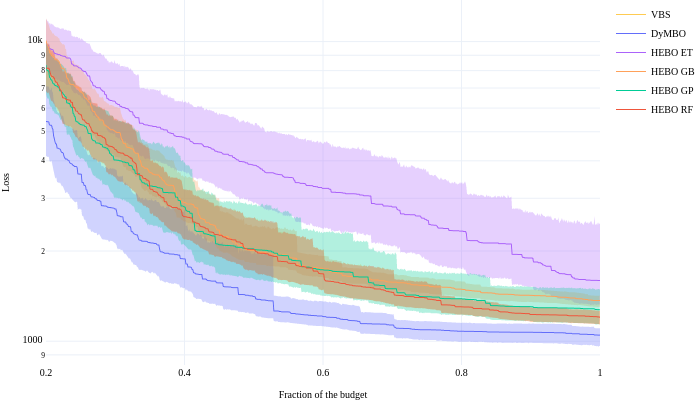 VBS
DyMBO
HEBO ET
HEBO GB
HEBO GP
HEBO RF
10k
9
8
7
6
5
4
3
2
1000
9
Loss
0.2
0.4
0.6
0.8
1
Fraction of the budget